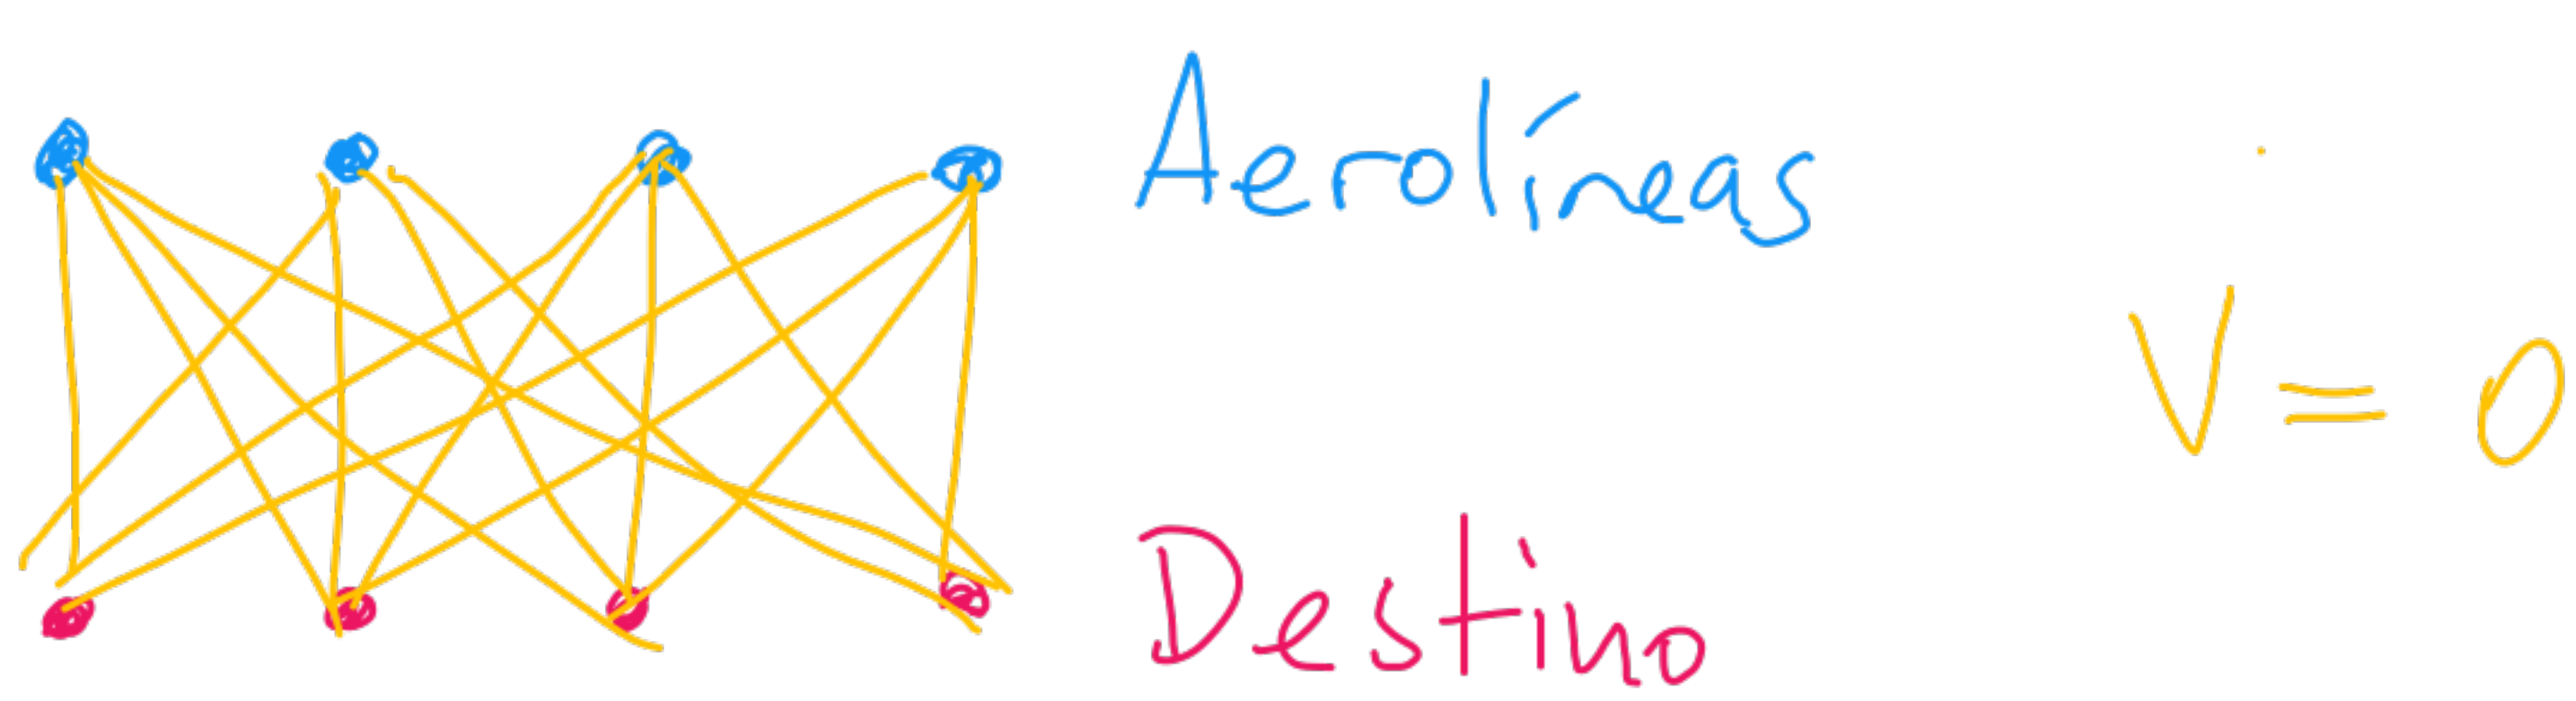 Aerolíneas
V = 0
Destino